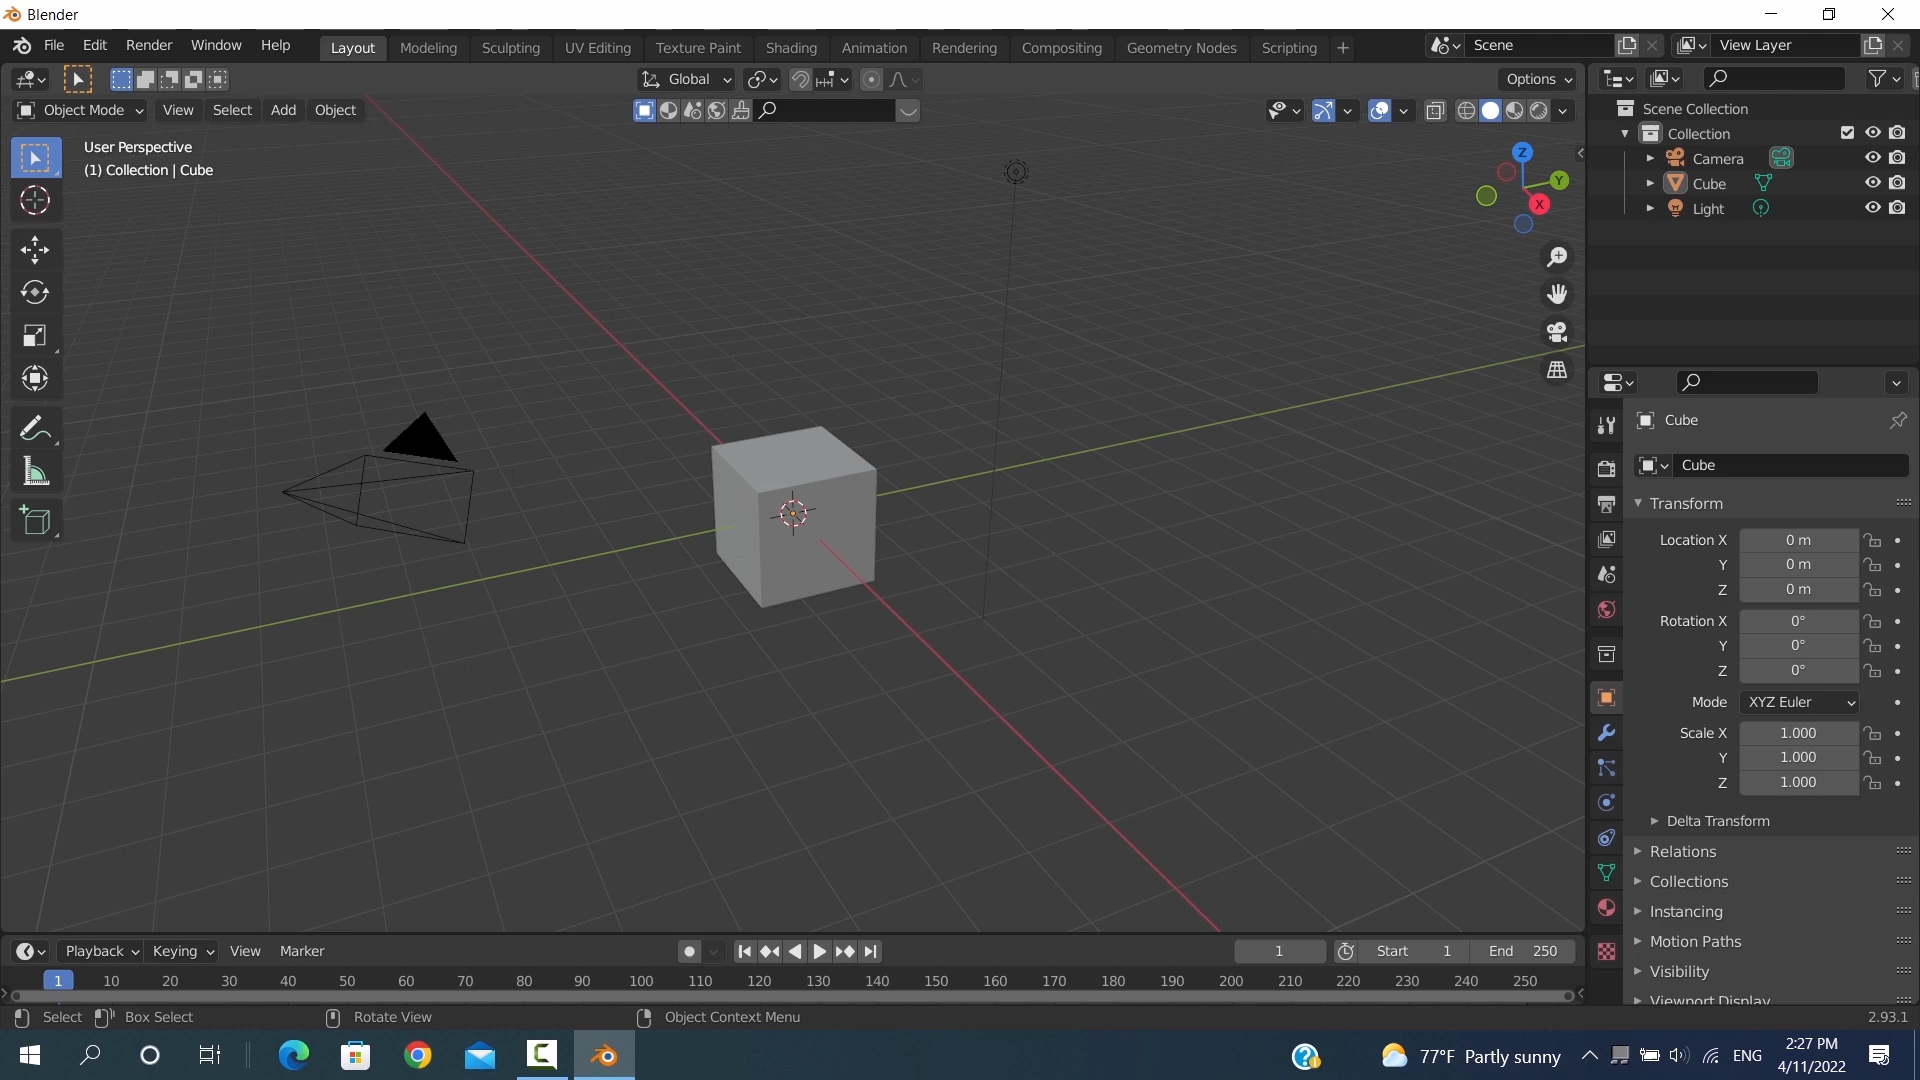 Blender
File Edit Render Window Help Layout Modeling Sculpting UV Editing Texture Paint Shading Animation Rendering Compositing Geometry Nodes Scripting + Scene View Layer
Global Options
Object Mode View Select Add Object
User Perspective
(1) Collection | Cube
Z
Y
X
Scene Collection
Collection
Camera
Cube
Light
Cube
Cube
Transform
Location X 0 m
Y 0 m
Z 0 m
Rotation X 0°
Y 0°
Z 0°
Mode XYZ Euler
Scale X 1.000
Y 1.000
Z 1.000
Delta Transform
Relations
Collections
Instancing
Motion Paths
Visibility
Viewport Display
Playback Keying View Marker 1 Start 1 End 250
1 10 20 30 40 50 60 70 80 90 100 110 120 130 140 150 160 170 180 190 200 210 220 230 240 250
Select Box Select Rotate View Object Context Menu 2.93.1
77°F Partly sunny ENG 2:27 PM
4/11/2022